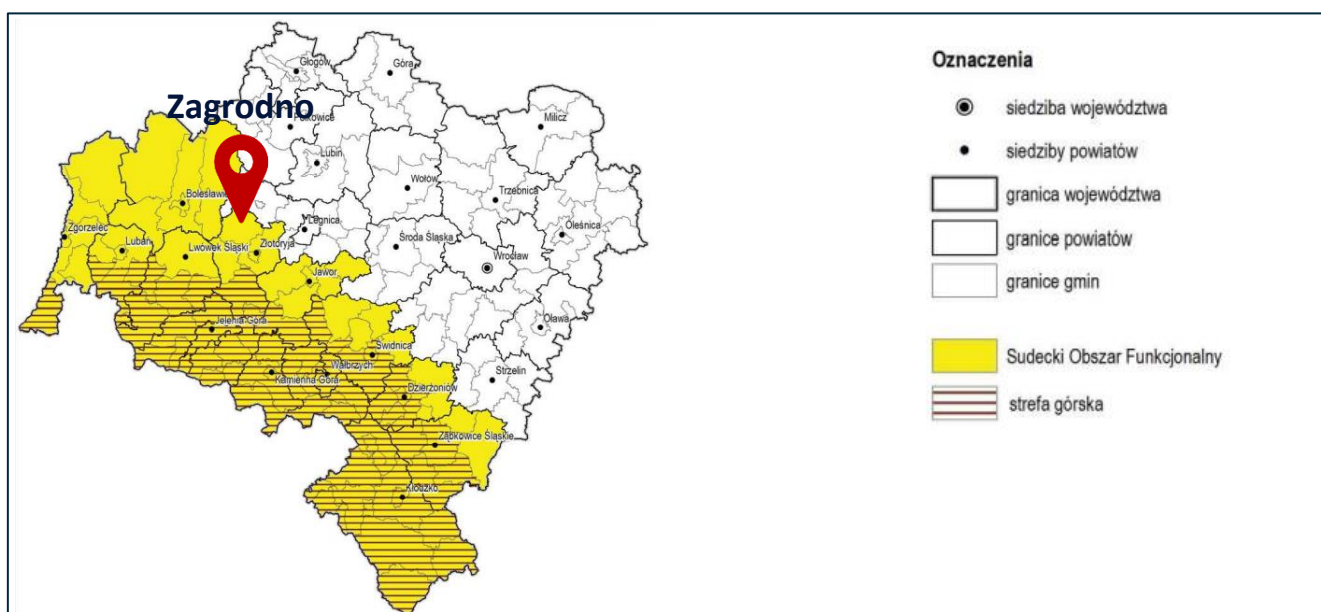 Głogów
Góra
Zagrodno
Polkowice
Milicz
Lubin
Wołów
Trzebnica
Bolesławie
Legnica
Oleśnica
Zgorzelec
Lubań
Lwówek Śląski
Złotoryja
Środa Śląska
Wrocław
Jawor
Jelenia Góra
Oława
Świdnica
Wałbrzych
Kamienna Góra
Strzelin
Dzierżoniów
Ząbkowice Śląskie
Kłodzko
Oznaczenia
siedziba województwa
siedziby powiatów
granica województwa
granice powiatów
granice gmin
Sudecki Obszar Funkcjonalny
strefa górska